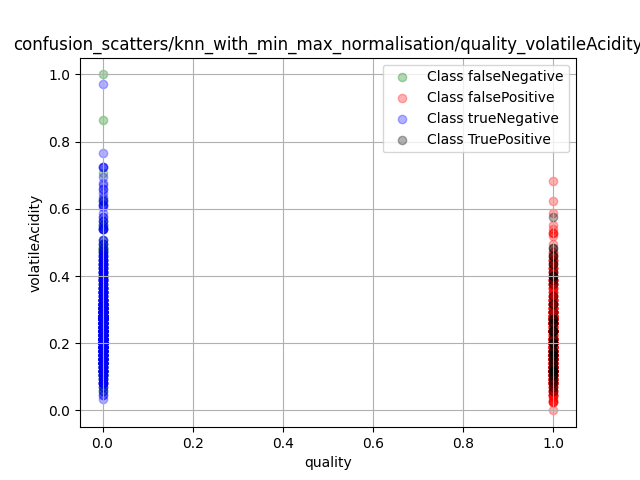 confusion_scatters/knn_with_min_max_normalisation/quality_volatileAcidity
Class falseNegative
Class falsePositive
Class trueNegative
Class TruePositive
volatileAcidity
1.0
0.8
0.6
0.4
0.2
0.0
0.0 0.2 0.4 0.6 0.8 1.0
quality